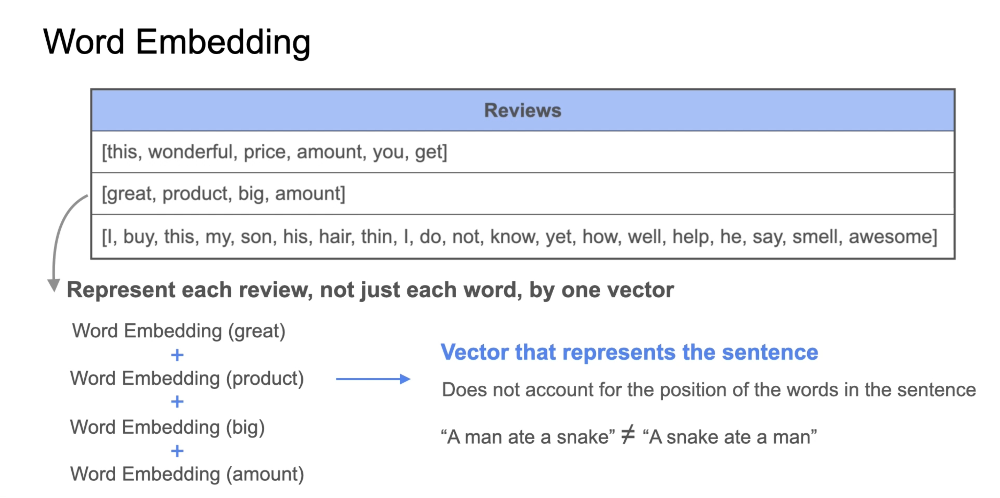 Word Embedding
Reviews
[this, wonderful, price, amount, you, get]
[great, product, big, amount]
[I, buy, this, my, son, his, hair, thin, I, do, not, know, yet, how, well, help, he, say, smell, awesome]
Represent each review, not just each word, by one vector
Word Embedding (great)
+
Word Embedding (product)
+
Word Embedding (big)
+
Word Embedding (amount)
Vector that represents the sentence
Does not account for the position of the words in the sentence
“A man ate a snake” ≠ “A snake ate a man”